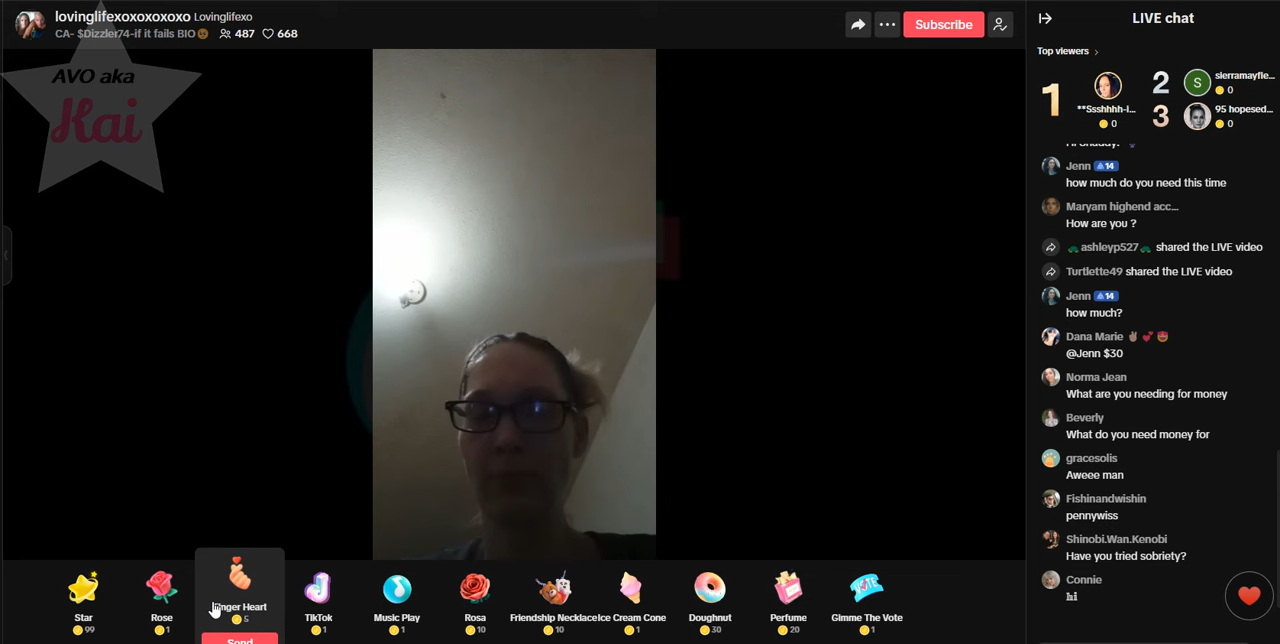 lovinglifexoxoxoxoxo Lovinglifexo
CA- $Dizzler74-if it fails BIO 487 668
Subscribe
AVO aka
Kai
LIVE chat
Top viewers
1 **Ssshhhh-l... 0
2 S sierramayfle... 0
3 95 hopesed... 0
Jenn 14
how much do you need this time
Maryam highend acc...
How are you ?
ashleyp527 shared the LIVE video
Turtlette49 shared the LIVE video
Jenn 14
how much?
Dana Marie
@Jenn $30
Norma Jean
What are you needing for money
Beverly
What do you need money for
gracesolis
Aweee man
Fishinandwishin
pennywiss
Shinobi.Wan.Kenobi
Have you tried sobriety?
Connie
hi
Star Rose Finger Heart TikTok Music Play Rosa Friendship Necklace Ice Cream Cone Doughnut Perfume Gimme The Vote
99 1 5 1 1 10 10 1 30 20 1
Send